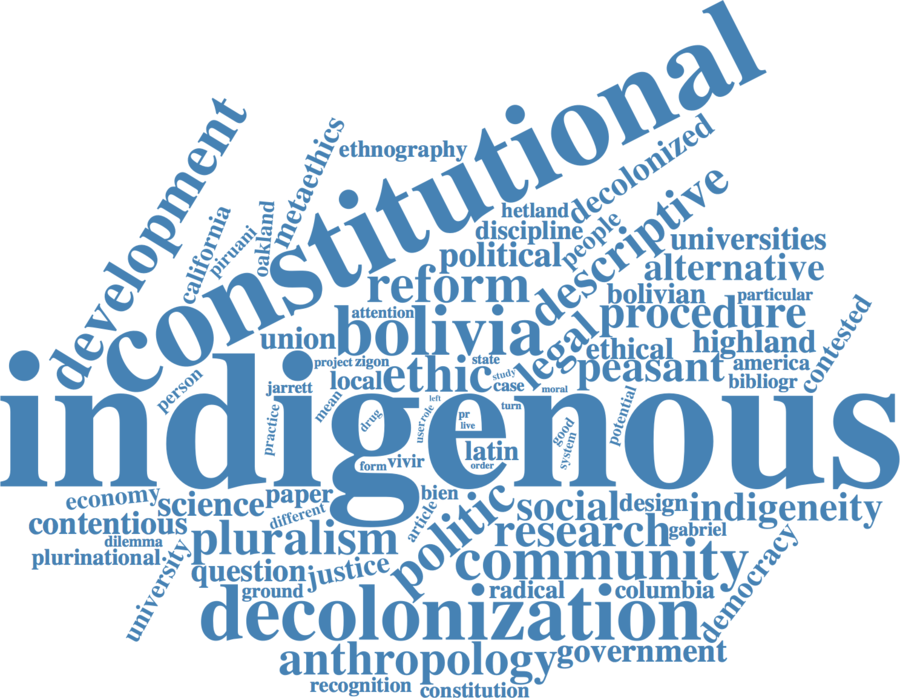 constitutional
development
metaethics
ethnography
decolonized
california
piruani
oakland
hetland
discipline
people
descriptive
political
universities
alternative
reform
bolivian
particular
attention
bolivia
procedure
contested
union
legal
ethical
highland
project
zigon
state
peasant
america
person
jarrett
local
ethic
study
case
moral
bibliogr
indigenous
practice
mean
drug
user
role
left
pr
live
turn
good
system
potential
form
vivir
latin
order
economy
science
paper
bien
social
design
indigeneity
contentious
different
article
politic
research
gabriel
dilemma
plurinational
pluralism
community
democracy
university
question
justice
ground
radical
columbia
decolonization
anthropology
government
recognition
constitution